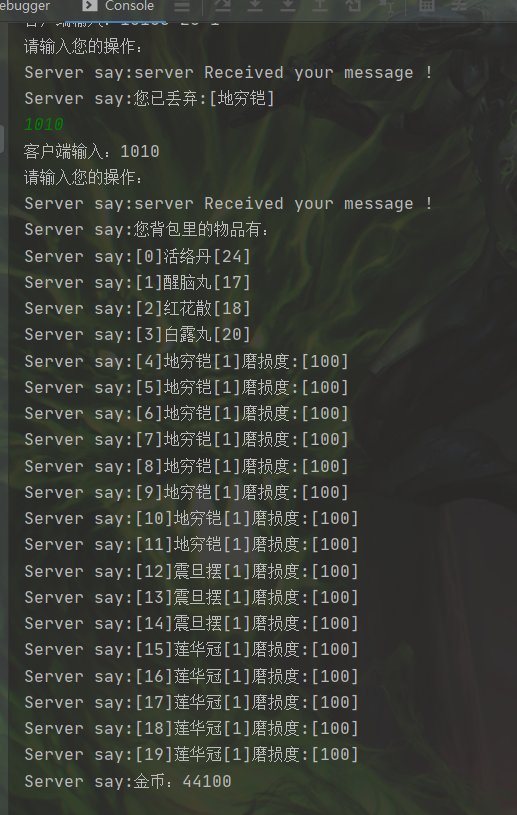 ebugger Console
请输入您的操作：
Server say:server Received your message !
Server say:您已丢弃:[地穷铠]
1010
客户端输入：1010
请输入您的操作：
Server say:server Received your message !
Server say:您背包里的物品有：
Server say:[0]活络丹[24]
Server say:[1]醒脑丸[17]
Server say:[2]红花散[18]
Server say:[3]白露丸[20]
Server say:[4]地穷铠[1]磨损度:[100]
Server say:[5]地穷铠[1]磨损度:[100]
Server say:[6]地穷铠[1]磨损度:[100]
Server say:[7]地穷铠[1]磨损度:[100]
Server say:[8]地穷铠[1]磨损度:[100]
Server say:[9]地穷铠[1]磨损度:[100]
Server say:[10]地穷铠[1]磨损度:[100]
Server say:[11]地穷铠[1]磨损度:[100]
Server say:[12]震旦摆[1]磨损度:[100]
Server say:[13]震旦摆[1]磨损度:[100]
Server say:[14]震旦摆[1]磨损度:[100]
Server say:[15]莲华冠[1]磨损度:[100]
Server say:[16]莲华冠[1]磨损度:[100]
Server say:[17]莲华冠[1]磨损度:[100]
Server say:[18]莲华冠[1]磨损度:[100]
Server say:[19]莲华冠[1]磨损度:[100]
Server say:金币：44100